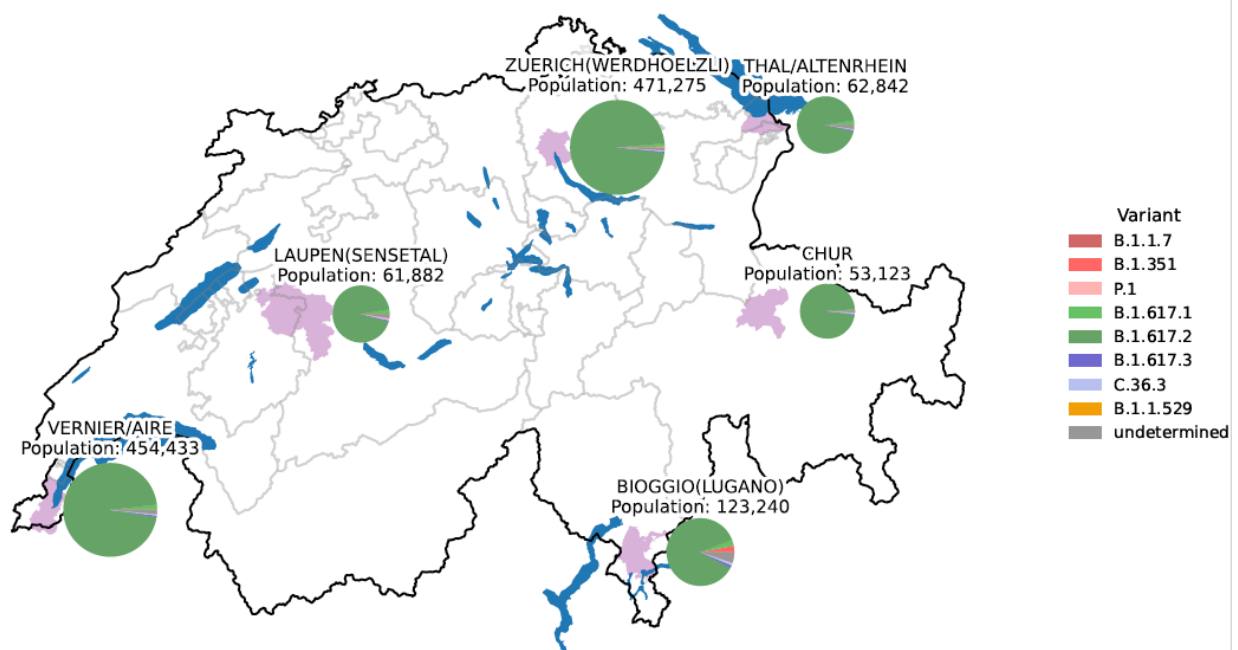 ZUERICH(WERDHOELZLI)
Population: 471,275
THAL/ALTENRHEIN
Population: 62,842
LAUPEN(SENSETAL)
Population: 61,882
CHUR
Population: 53,123
VERNIER/AIRE
Population: 454,433
BIOGGIO(LUGANO)
Population: 123,240
Variant
B.1.1.7
B.1.351
P.1
B.1.617.1
B.1.617.2
B.1.617.3
C.36.3
B.1.1.529
undetermined